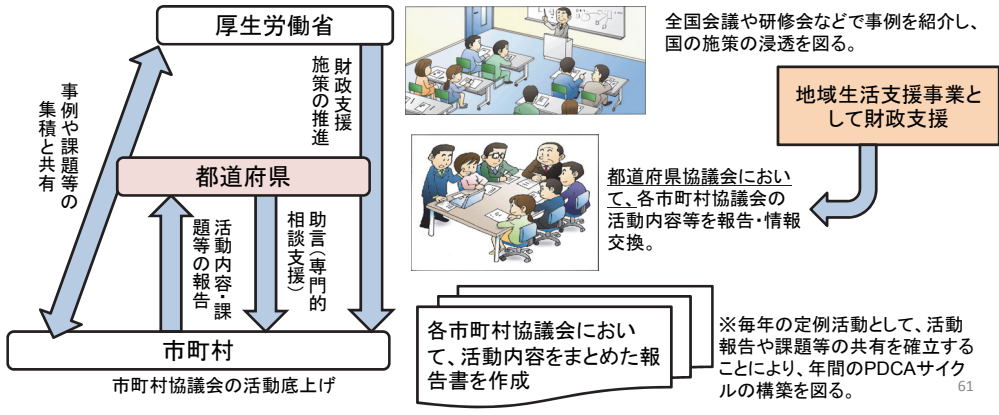 厚生労働省
全国会議や研修会などで事例を紹介し、
国の施策の浸透を図る。
財政支援
施策の推進
事例や課題等の
集積と共有
地域生活支援事業と
して財政支援
都道府県
都道府県協議会におい
て、各市町村協議会の
活動内容等を報告・情報
交換。
活動内容・課
題等の報告
助言（専門的
相談支援）
市町村
市町村協議会の活動底上げ
各市町村協議会におい
て、活動内容をまとめた報
告書を作成
※毎年の定例活動として、活動
報告や課題等の共有を確立する
ことにより、年間のPDCAサイク
ルの構築を図る。
61